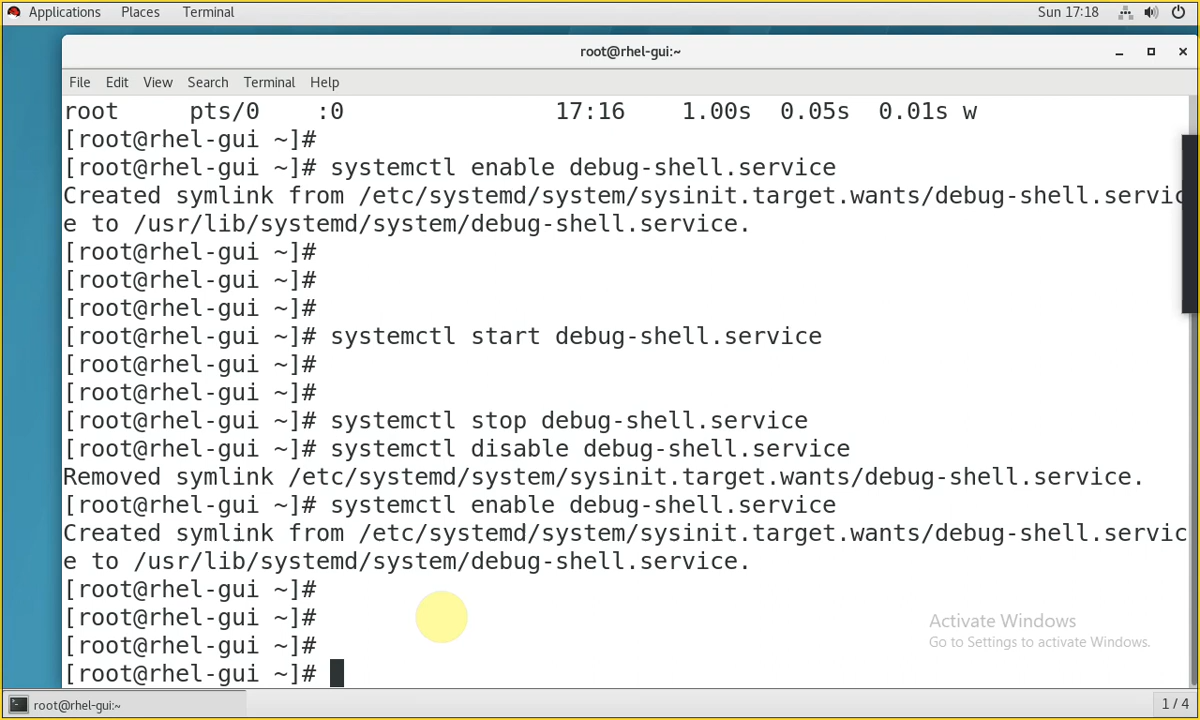 Applications Places Terminal Sun 17:18
root@rhel-gui:~
File Edit View Search Terminal Help
root     pts/0    :0               17:16    1.00s  0.05s  0.01s w
[root@rhel-gui ~]#
[root@rhel-gui ~]# systemctl enable debug-shell.service
Created symlink from /etc/systemd/system/sysinit.target.wants/debug-shell.servic
e to /usr/lib/systemd/system/debug-shell.service.
[root@rhel-gui ~]#
[root@rhel-gui ~]#
[root@rhel-gui ~]#
[root@rhel-gui ~]# systemctl start debug-shell.service
[root@rhel-gui ~]#
[root@rhel-gui ~]#
[root@rhel-gui ~]# systemctl stop debug-shell.service
[root@rhel-gui ~]# systemctl disable debug-shell.service
Removed symlink /etc/systemd/system/sysinit.target.wants/debug-shell.service.
[root@rhel-gui ~]# systemctl enable debug-shell.service
Created symlink from /etc/systemd/system/sysinit.target.wants/debug-shell.servic
e to /usr/lib/systemd/system/debug-shell.service.
[root@rhel-gui ~]#
[root@rhel-gui ~]#
[root@rhel-gui ~]#
[root@rhel-gui ~]#
Activate Windows
Go to Settings to activate Windows.
root@rhel-gui:~ 1 / 4